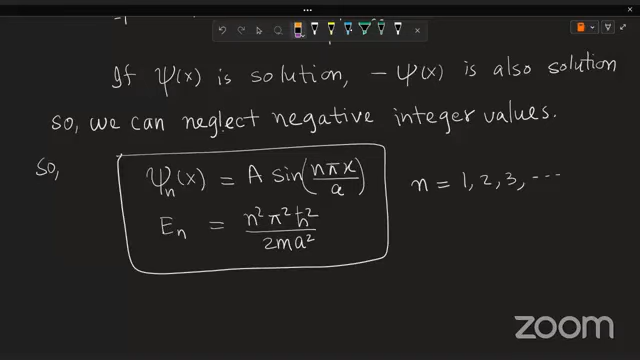 If ψ(x) is solution, – ψ(x) is also solution
so, we can neglect negative integer values.
so,
ψₙ(x) = A sin(nπx/a)    n = 1, 2, 3, ----
Eₙ = n²π²ℏ²/2ma²
zoom